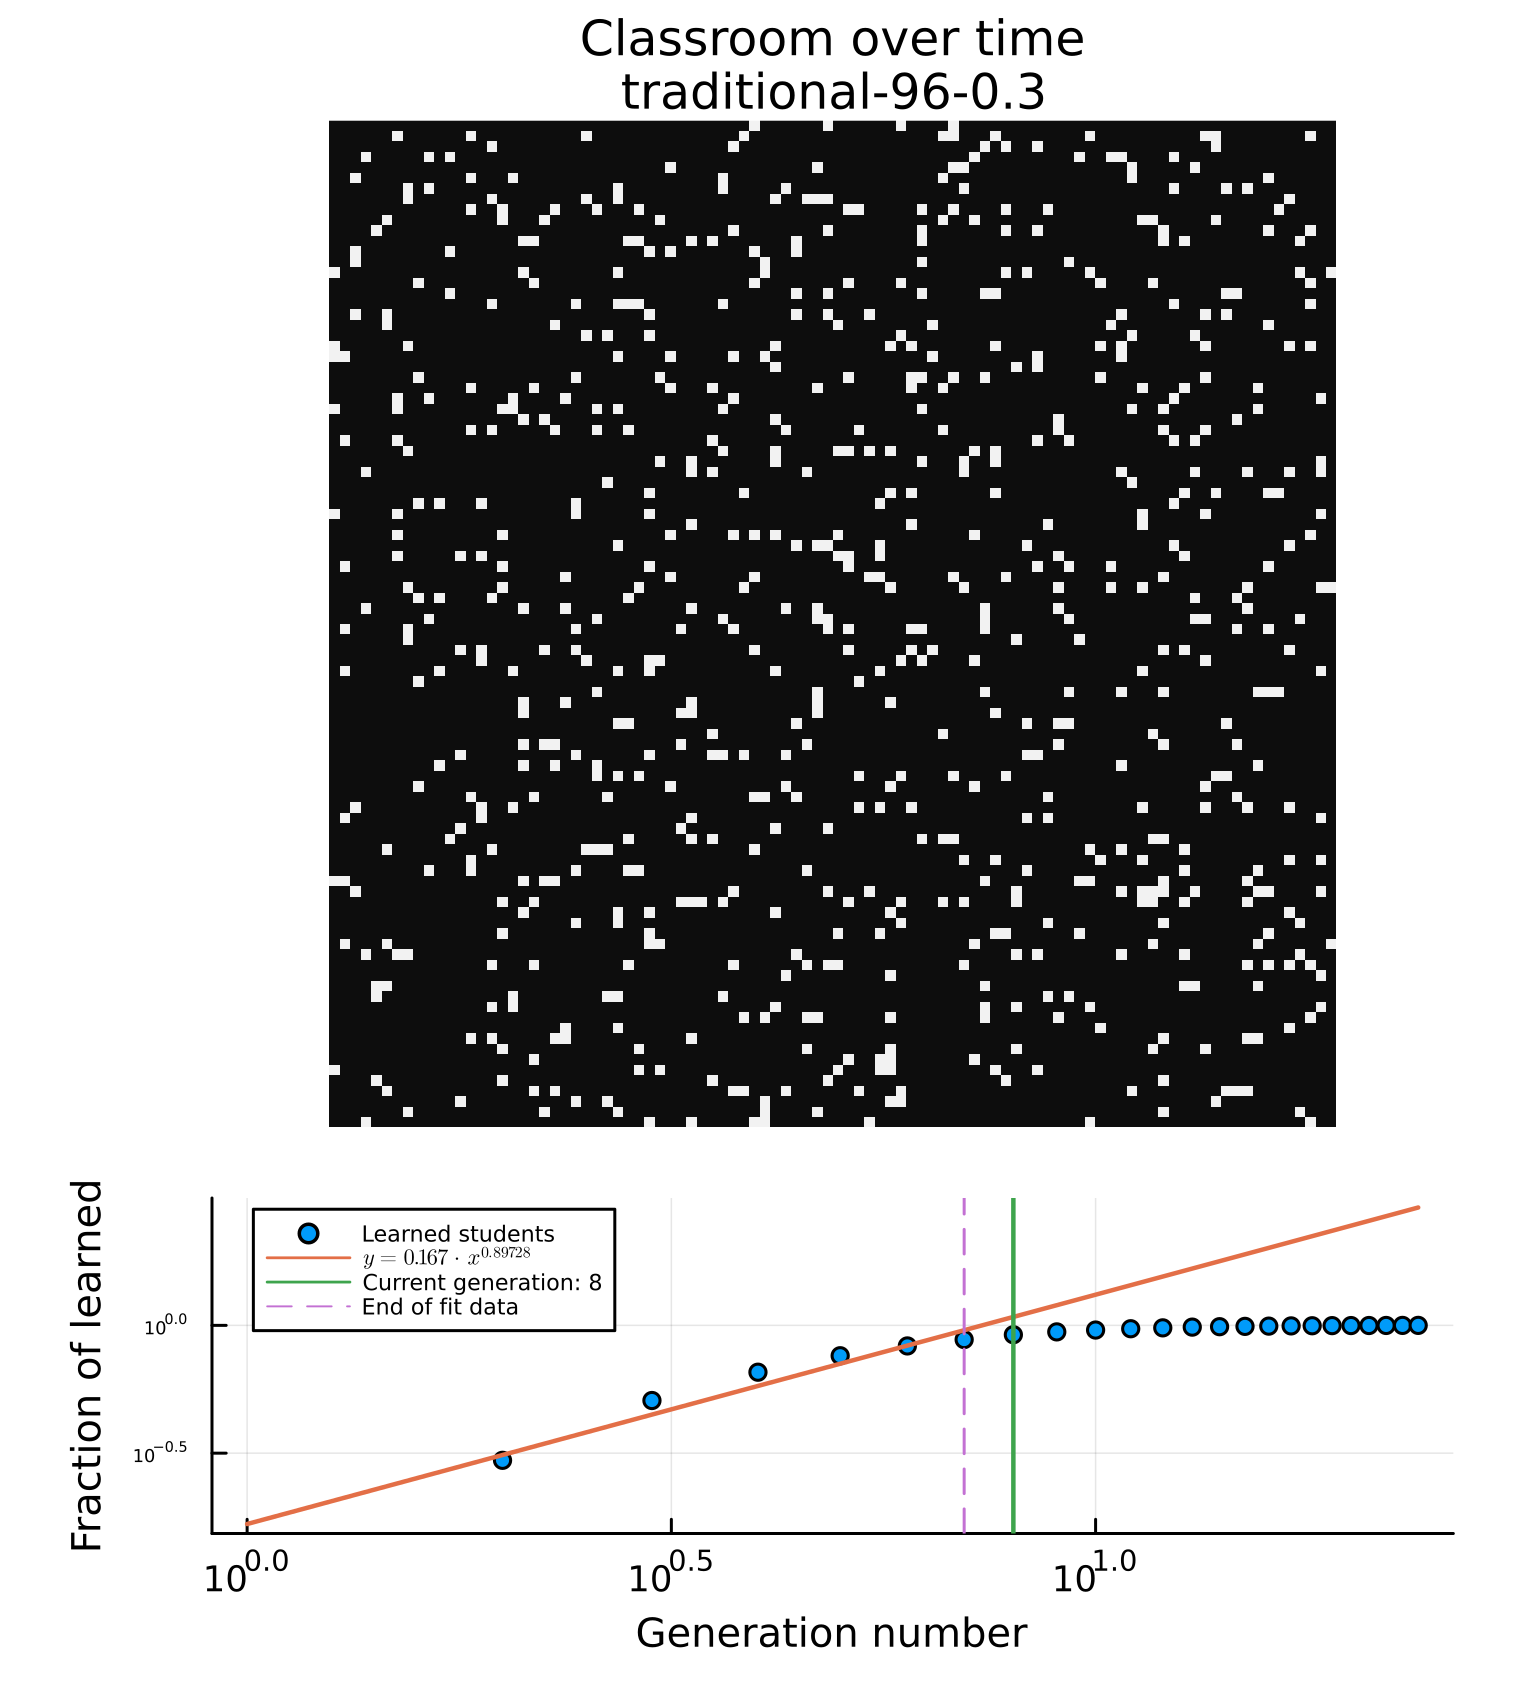 Classroom over time
traditional-96-0.3
Fraction of learned
Learned students
y = 0.167 · x^0.89728
Current generation: 8
End of fit data
10^0.0
10^−0.5
10^0.0
10^0.5
10^1.0
Generation number